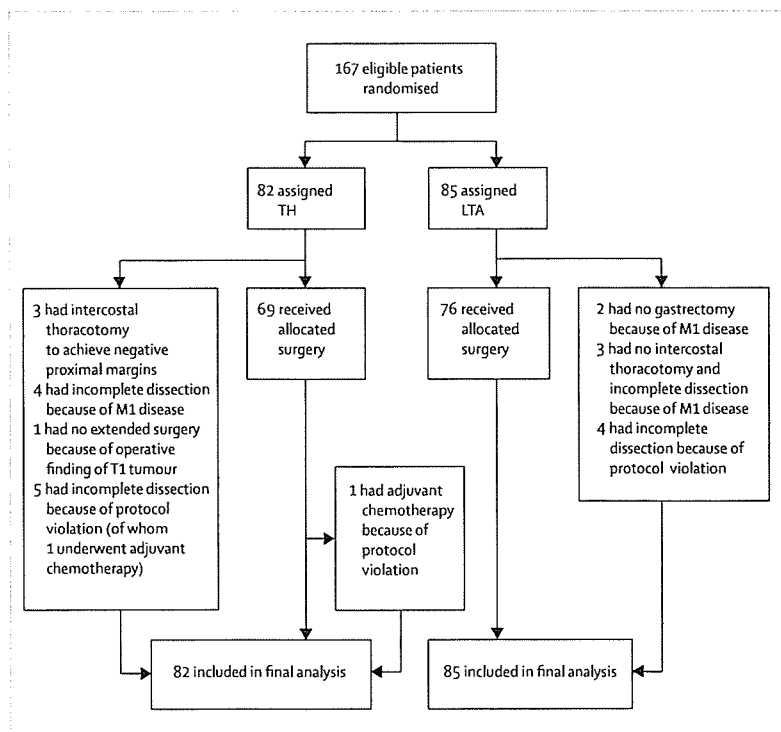 167 eligible patients
randomised
82 assigned
TH
85 assigned
LTA
3 had intercostal
thoracotomy
to achieve negative
proximal margins
4 had incomplete dissection
because of M1 disease
1 had no extended surgery
because of operative
finding of T1 tumour
5 had incomplete dissection
because of protocol
violation (of whom
1 underwent adjuvant
chemotherapy)
69 received
allocated
surgery
76 received
allocated
surgery
2 had no gastrectomy
because of M1 disease
3 had no intercostal
thoracotomy and
incomplete dissection
because of M1 disease
4 had incomplete
dissection because of
protocol violation
1 had adjuvant
chemotherapy
because of
protocol
violation
82 included in final analysis
85 included in final analysis